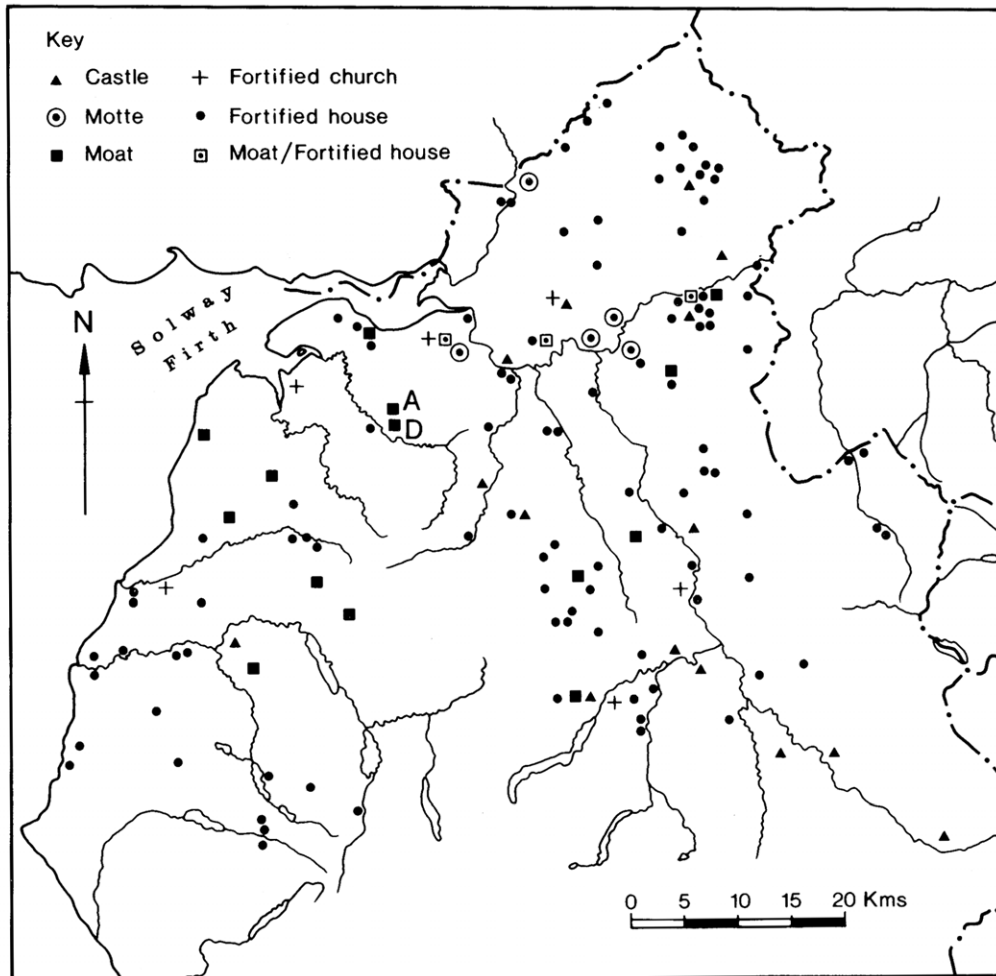 Key
Castle
Fortified church
Motte
Fortified house
Moat
Moat/Fortified house
Solway
Firth
N
A
D
0 5 10 15 20 Kms